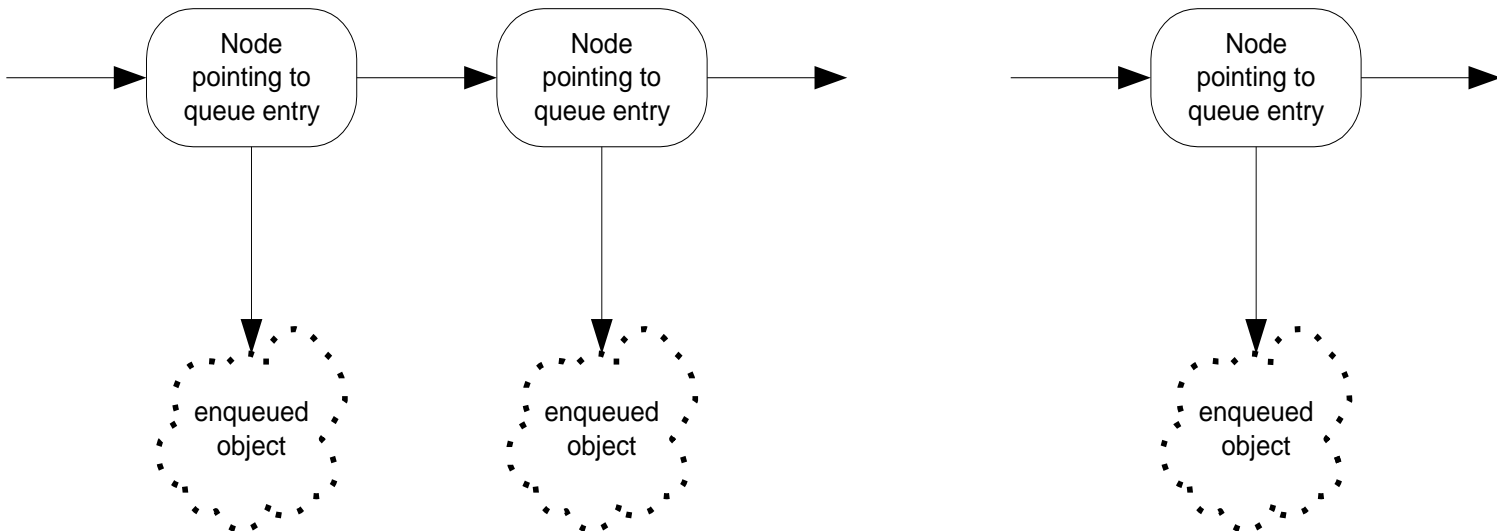 Node
pointing to
queue entry
Node
pointing to
queue entry
Node
pointing to
queue entry
enqueued
object
enqueued
object
enqueued
object